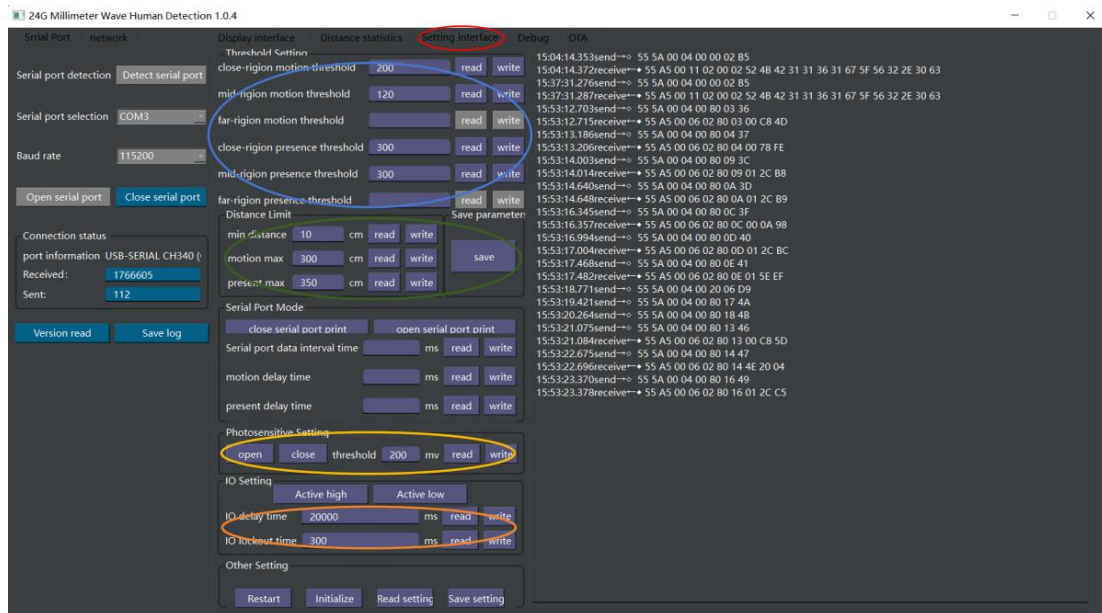 24G Millimeter Wave Human Detection 1.0.4
Srrial Port network
Display interface Distance statistics Setting interface Debug OTA
Serial port detection Detect serial port
Serial port selection COM3
Baud rate 115200
Open serial port Close serial port
Connection status
port information USB-SERIAL CH340 (
Received: 1766605
Sent: 112
Version read Save log
Threshold Setting
close-rigion motion threshold 200 read write
mid-rigion motion threshold 120 read write
far-rigion motion threshold read write
close-rigion presence threshold 300 read write
mid-rigion presence threshold 300 read write
far-rigion presence threshold read write
Distance Limit
min distance 10 cm read write
motion max 300 cm read write
present max 350 cm read write
Save parameter
save
Serial Port Mode
close serial port print open serial port print
Serial port data interval time ms read write
motion delay time ms read write
present delay time ms read write
Photosensitive Setting
open close threshold 200 mv read write
IO Setting
Active high Active low
IO delay time 20000 ms read write
IO lockout time 300 ms read write
Other Setting
Restart Initialize Read setting Save setting
15:04:14.353send→◇ 55 5A 00 04 00 00 02 B5
15:04:14.372receive←◆ 55 A5 00 11 02 00 02 52 4B 42 31 31 36 31 67 5F 56 32 2E 30 63
15:37:31.276send→◇ 55 5A 00 04 00 00 02 B5
15:37:31.287receive←◆ 55 A5 00 11 02 00 02 52 4B 42 31 31 36 31 67 5F 56 32 2E 30 63
15:53:12.703send→◇ 55 5A 00 04 00 80 03 36
15:53:12.715receive←◆ 55 A5 00 06 02 80 03 00 C8 4D
15:53:13.186send→◇ 55 5A 00 04 00 80 04 37
15:53:13.206receive←◆ 55 A5 00 06 02 80 04 00 78 FE
15:53:14.003send→◇ 55 5A 00 04 00 80 09 3C
15:53:14.014receive←◆ 55 A5 00 06 02 80 09 01 2C B8
15:53:14.640send→◇ 55 5A 00 04 00 80 0A 3D
15:53:14.648receive←◆ 55 A5 00 06 02 80 0A 01 2C B9
15:53:16.345send→◇ 55 5A 00 04 00 80 0C 3F
15:53:16.357receive←◆ 55 A5 00 06 02 80 0C 00 0A 98
15:53:16.994send→◇ 55 5A 00 04 00 80 0D 40
15:53:17.004receive←◆ 55 A5 00 06 02 80 0D 01 2C BC
15:53:17.468send→◇ 55 5A 00 04 00 80 0E 41
15:53:17.482receive←◆ 55 A5 00 06 02 80 0E 01 5E EF
15:53:18.771send→◇ 55 5A 00 04 00 20 06 D9
15:53:19.421send→◇ 55 5A 00 04 00 80 17 4A
15:53:20.264send→◇ 55 5A 00 04 00 80 18 4B
15:53:21.075send→◇ 55 5A 00 04 00 80 13 46
15:53:21.084receive←◆ 55 A5 00 06 02 80 13 00 C8 5D
15:53:22.675send→◇ 55 5A 00 04 00 80 14 47
15:53:22.696receive←◆ 55 A5 00 06 02 80 14 4E 20 04
15:53:23.370send→◇ 55 5A 00 04 00 80 16 49
15:53:23.378receive←◆ 55 A5 00 06 02 80 16 01 2C C5